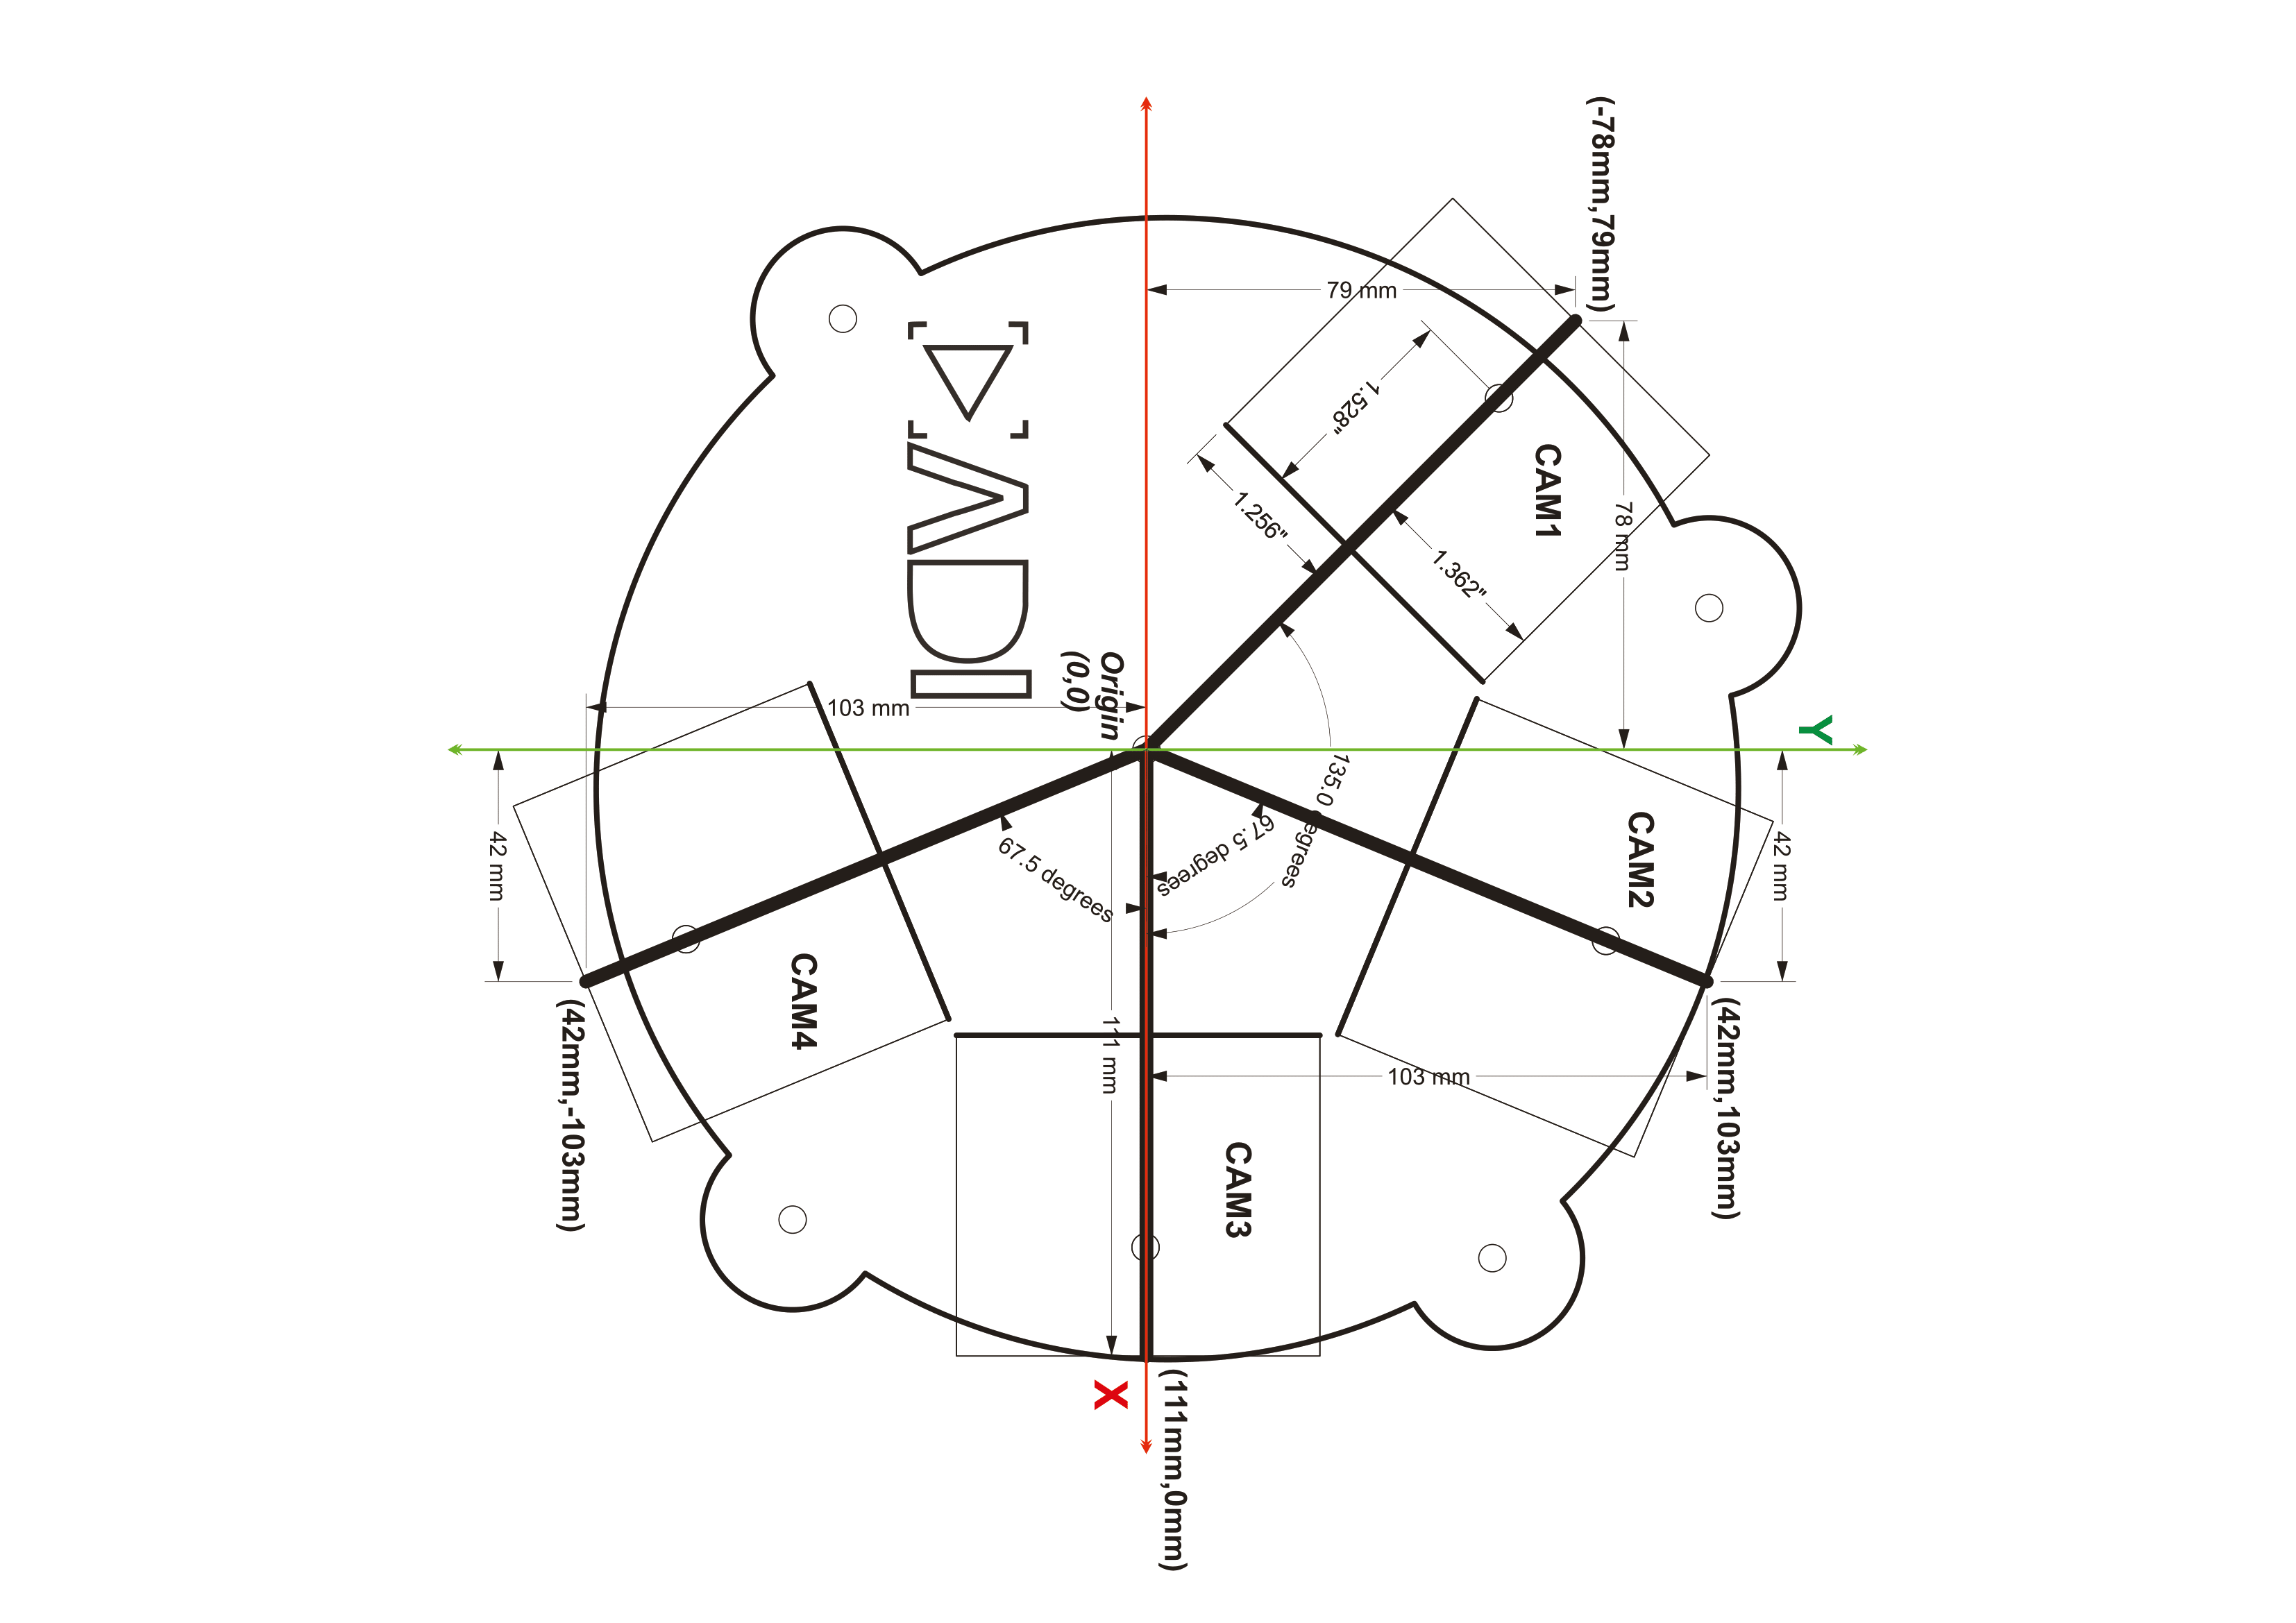 (-78mm,79mm)
79 mm
1.528"
CAM1
1.256"
78 mm
1.362"
VDI
Origin
(0,0)
103 mm
Y
135.0 degrees
67.5 degrees
67.5 degrees
42 mm
CAM2
42 mm
CAM4
(42mm,-103mm)
111 mm
103 mm
(42mm,103mm)
CAM3
X
(111mm,0mm)